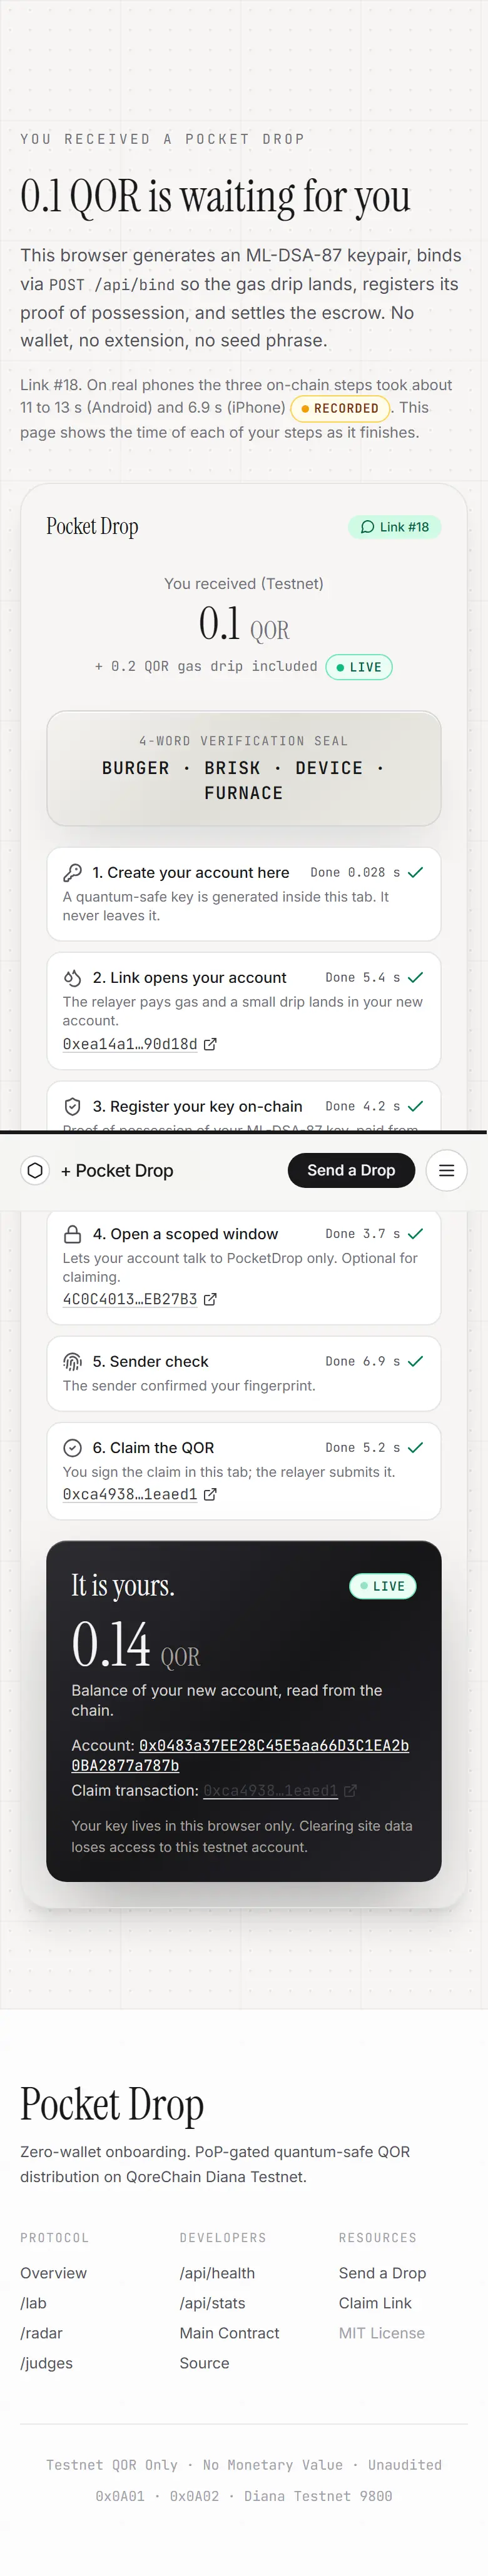 YOU RECEIVED A POCKET DROP
0.1 QOR is waiting for you
This browser generates an ML-DSA-87 keypair, binds
via POST /api/bind so the gas drip lands, registers its
proof of possession, and settles the escrow. No
wallet, no extension, no seed phrase.
Link #18. On real phones the three on-chain steps took about
11 to 13 s (Android) and 6.9 s (iPhone) RECORDED. This
page shows the time of each of your steps as it finishes.
Pocket Drop
Link #18
You received (Testnet)
0.1 QOR
+ 0.2 QOR gas drip included LIVE
4-WORD VERIFICATION SEAL
BURGER · BRISK · DEVICE ·
FURNACE
1. Create your account here Done 0.028 s
A quantum-safe key is generated inside this tab. It
never leaves it.
2. Link opens your account Done 5.4 s
The relayer pays gas and a small drip lands in your new
account.
0xea14a1…90d18d
3. Register your key on-chain Done 4.2 s
Proof of possession of your ML-DSA-87 key, paid from
+ Pocket Drop
Send a Drop
4. Open a scoped window Done 3.7 s
Lets your account talk to PocketDrop only. Optional for
claiming.
4C0C4013…EB27B3
5. Sender check Done 6.9 s
The sender confirmed your fingerprint.
6. Claim the QOR Done 5.2 s
You sign the claim in this tab; the relayer submits it.
0xca4938…1eaed1
It is yours.
LIVE
0.14 QOR
Balance of your new account, read from the
chain.
Account: 0x0483a37EE28C45E5aa66D3C1EA2b
0BA2877a787b
Claim transaction: 0xca4938…1eaed1
Your key lives in this browser only. Clearing site data
loses access to this testnet account.
Pocket Drop
Zero-wallet onboarding. PoP-gated quantum-safe QOR
distribution on QoreChain Diana Testnet.
PROTOCOL
Overview
/lab
/radar
/judges
DEVELOPERS
/api/health
/api/stats
Main Contract
Source
RESOURCES
Send a Drop
Claim Link
MIT License
Testnet QOR Only · No Monetary Value · Unaudited
0x0A01 · 0x0A02 · Diana Testnet 9800